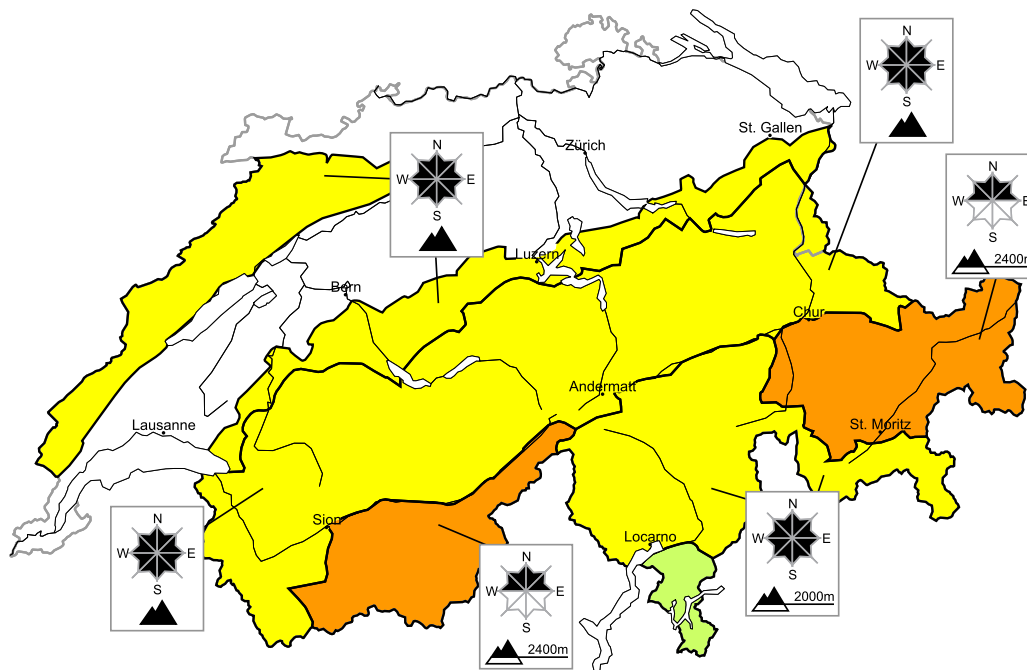 N
W E
S
St. Gallen
N
W E
S
Zürich
N
W E
S
2400m
Luzern
Bern
Chur
Andermatt
Lausanne
St. Moritz
N
W E
S
2000m
Sion
Locarno
N
W E
S
N
W E
S
2400m